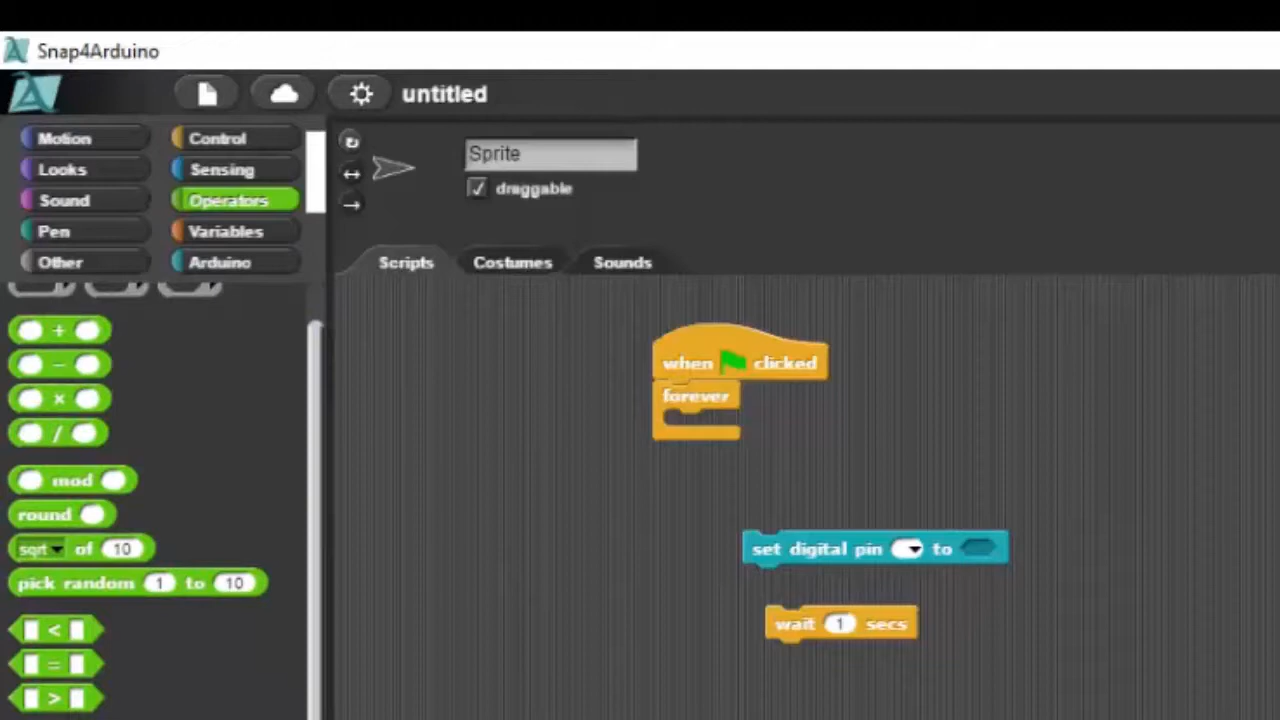 Snap4Arduino
untitled
Motion
Control
Looks
Sensing
Sound
Operators
Pen
Variables
Other
Arduino
Sprite
draggable
Scripts
Costumes
Sounds
+
−
×
/
mod
round
sqrt of 10
pick random 1 to 10
<
=
>
when clicked
forever
set digital pin to
wait 1 secs